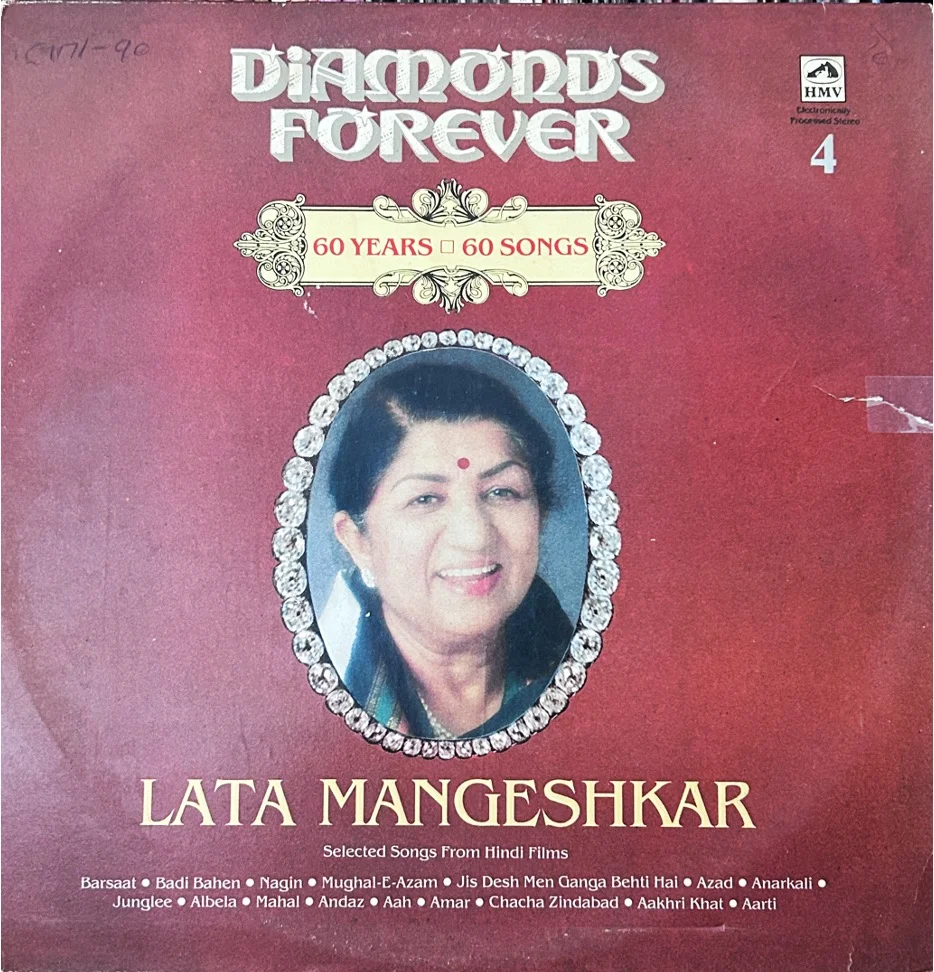 DIAMONDS
FOREVER
HMV
Electronically
Processed Stereo
4
60 YEARS □ 60 SONGS
LATA MANGESHKAR
Selected Songs From Hindi Films
Barsaat ● Badi Bahen ● Nagin ● Mughal-E-Azam ● Jis Desh Men Ganga Behti Hai ● Azad ● Anarkali ●
Junglee ● Albela ● Mahal ● Andaz ● Aah ● Amar ● Chacha Zindabad ● Aakhri Khat ● Aarti